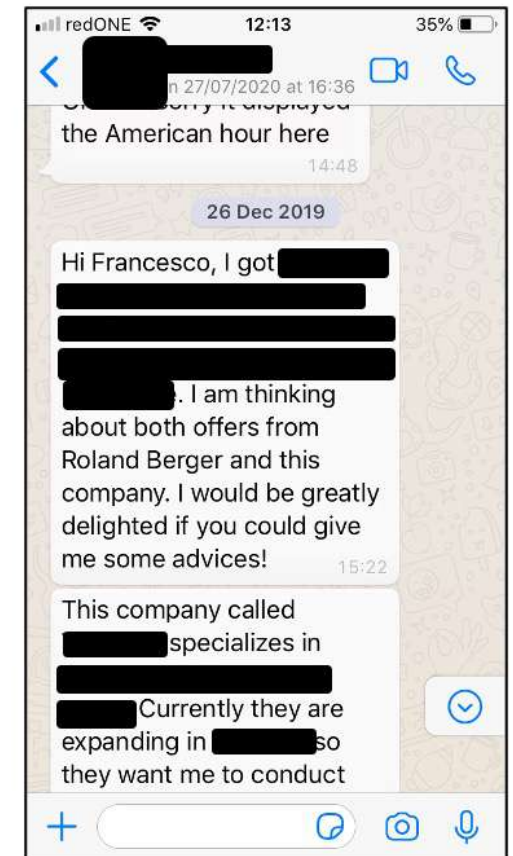 redONE 12:13 35%
n 27/07/2020 at 16:36
sorry it displayed
the American hour here
14:48
26 Dec 2019
Hi Francesco, I got
. I am thinking
about both offers from
Roland Berger and this
company. I would be greatly
delighted if you could give
me some advices!
15:22
This company called
specializes in
Currently they are
expanding in so
they want me to conduct